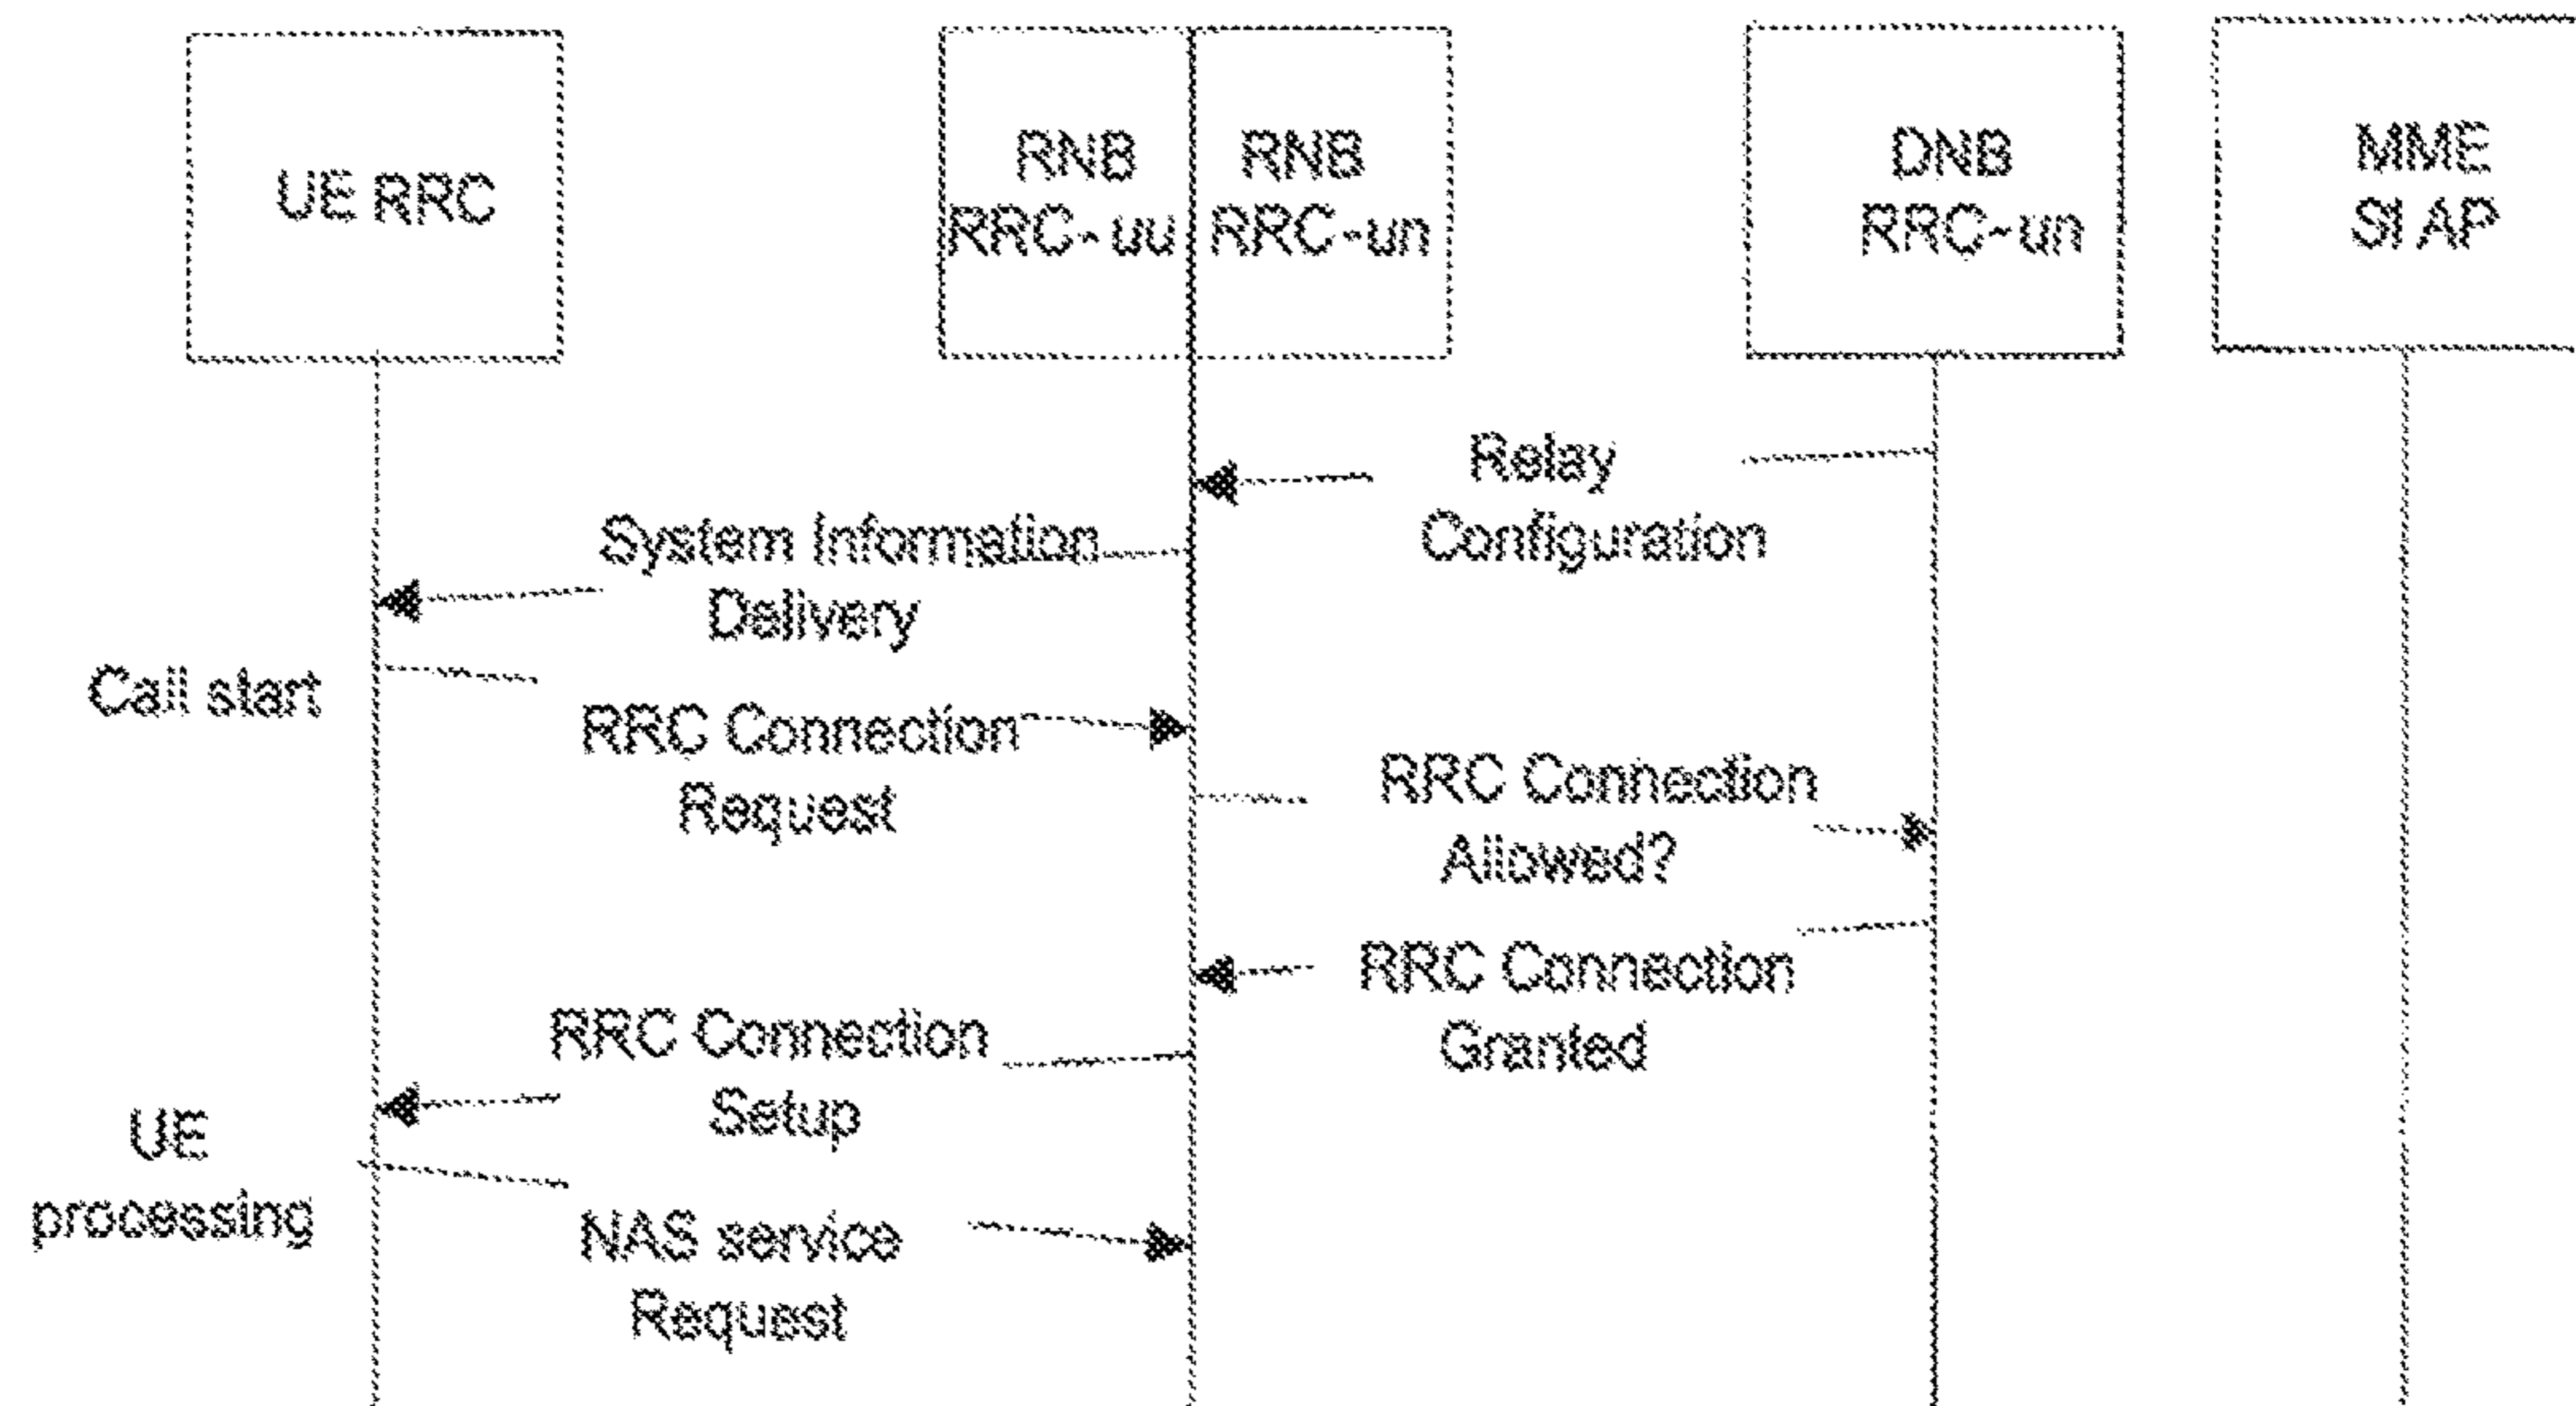 UE RRC
RNB
RRC-uu
RNB
RRC-un
DNB
RRC-un
MME
SI AP
Relay
Configuration
System Information
Delivery
Call start
RRC Connection
Request
RRC Connection
Allowed?
RRC Connection
Granted
RRC Connection
Setup
UE
processing
NAS service
Request